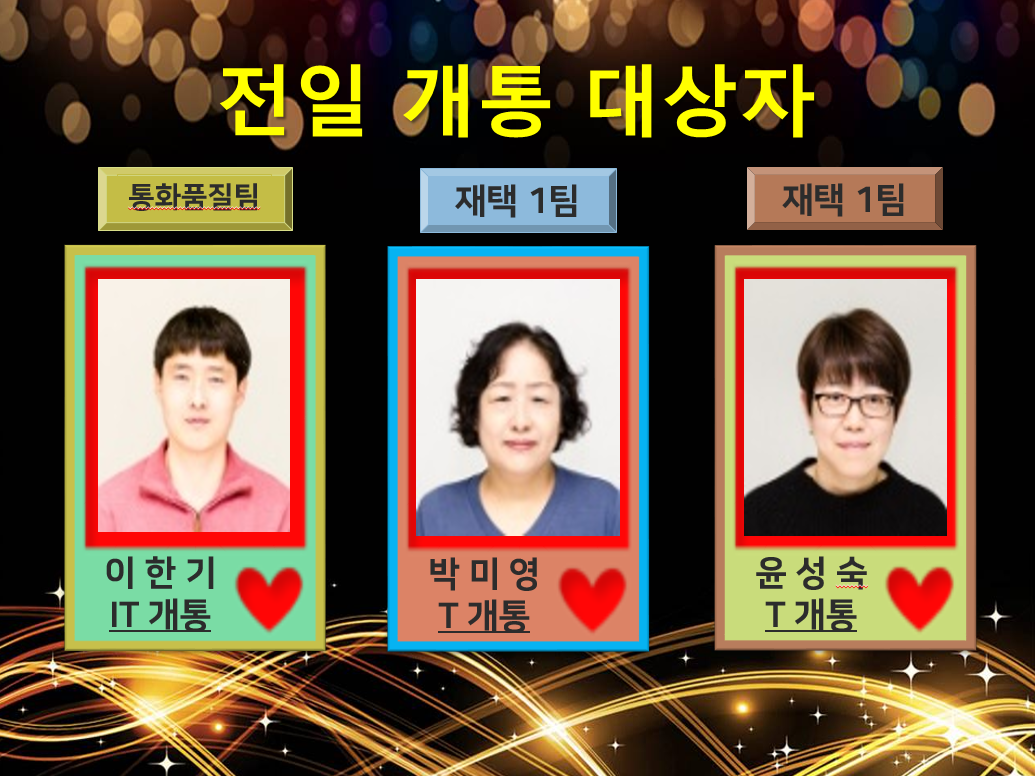 전일 개통 대상자
통화품질팀
재택 1팀
재택 1팀
이 한 기
IT 개통
박 미 영
T 개통
윤 성 숙
T 개통